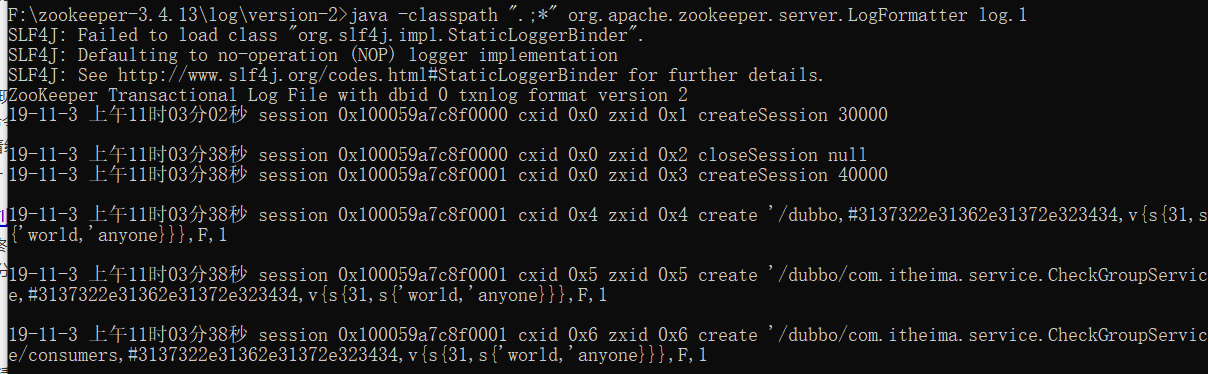 F:\zookeeper-3.4.13\log\version-2>java -classpath ".;*" org.apache.zookeeper.server.LogFormatter log.1
SLF4J: Failed to load class "org.slf4j.impl.StaticLoggerBinder".
SLF4J: Defaulting to no-operation (NOP) logger implementation
SLF4J: See http://www.slf4j.org/codes.html#StaticLoggerBinder for further details.
ZooKeeper Transactional Log File with dbid 0 txnlog format version 2
19-11-3 上午11时03分02秒 session 0x100059a7c8f0000 cxid 0x0 zxid 0x1 createSession 30000
19-11-3 上午11时03分38秒 session 0x100059a7c8f0000 cxid 0x0 zxid 0x2 closeSession null
19-11-3 上午11时03分38秒 session 0x100059a7c8f0001 cxid 0x0 zxid 0x3 createSession 40000
19-11-3 上午11时03分38秒 session 0x100059a7c8f0001 cxid 0x4 zxid 0x4 create '/dubbo,#3137322e31362e31372e323434,v{s{31,s
{'world,'anyone}}},F,1
19-11-3 上午11时03分38秒 session 0x100059a7c8f0001 cxid 0x5 zxid 0x5 create '/dubbo/com.itheima.service.CheckGroupServic
e,#3137322e31362e31372e323434,v{s{31,s{'world,'anyone}}},F,1
19-11-3 上午11时03分38秒 session 0x100059a7c8f0001 cxid 0x6 zxid 0x6 create '/dubbo/com.itheima.service.CheckGroupServic
e/consumers,#3137322e31362e31372e323434,v{s{31,s{'world,'anyone}}},F,1